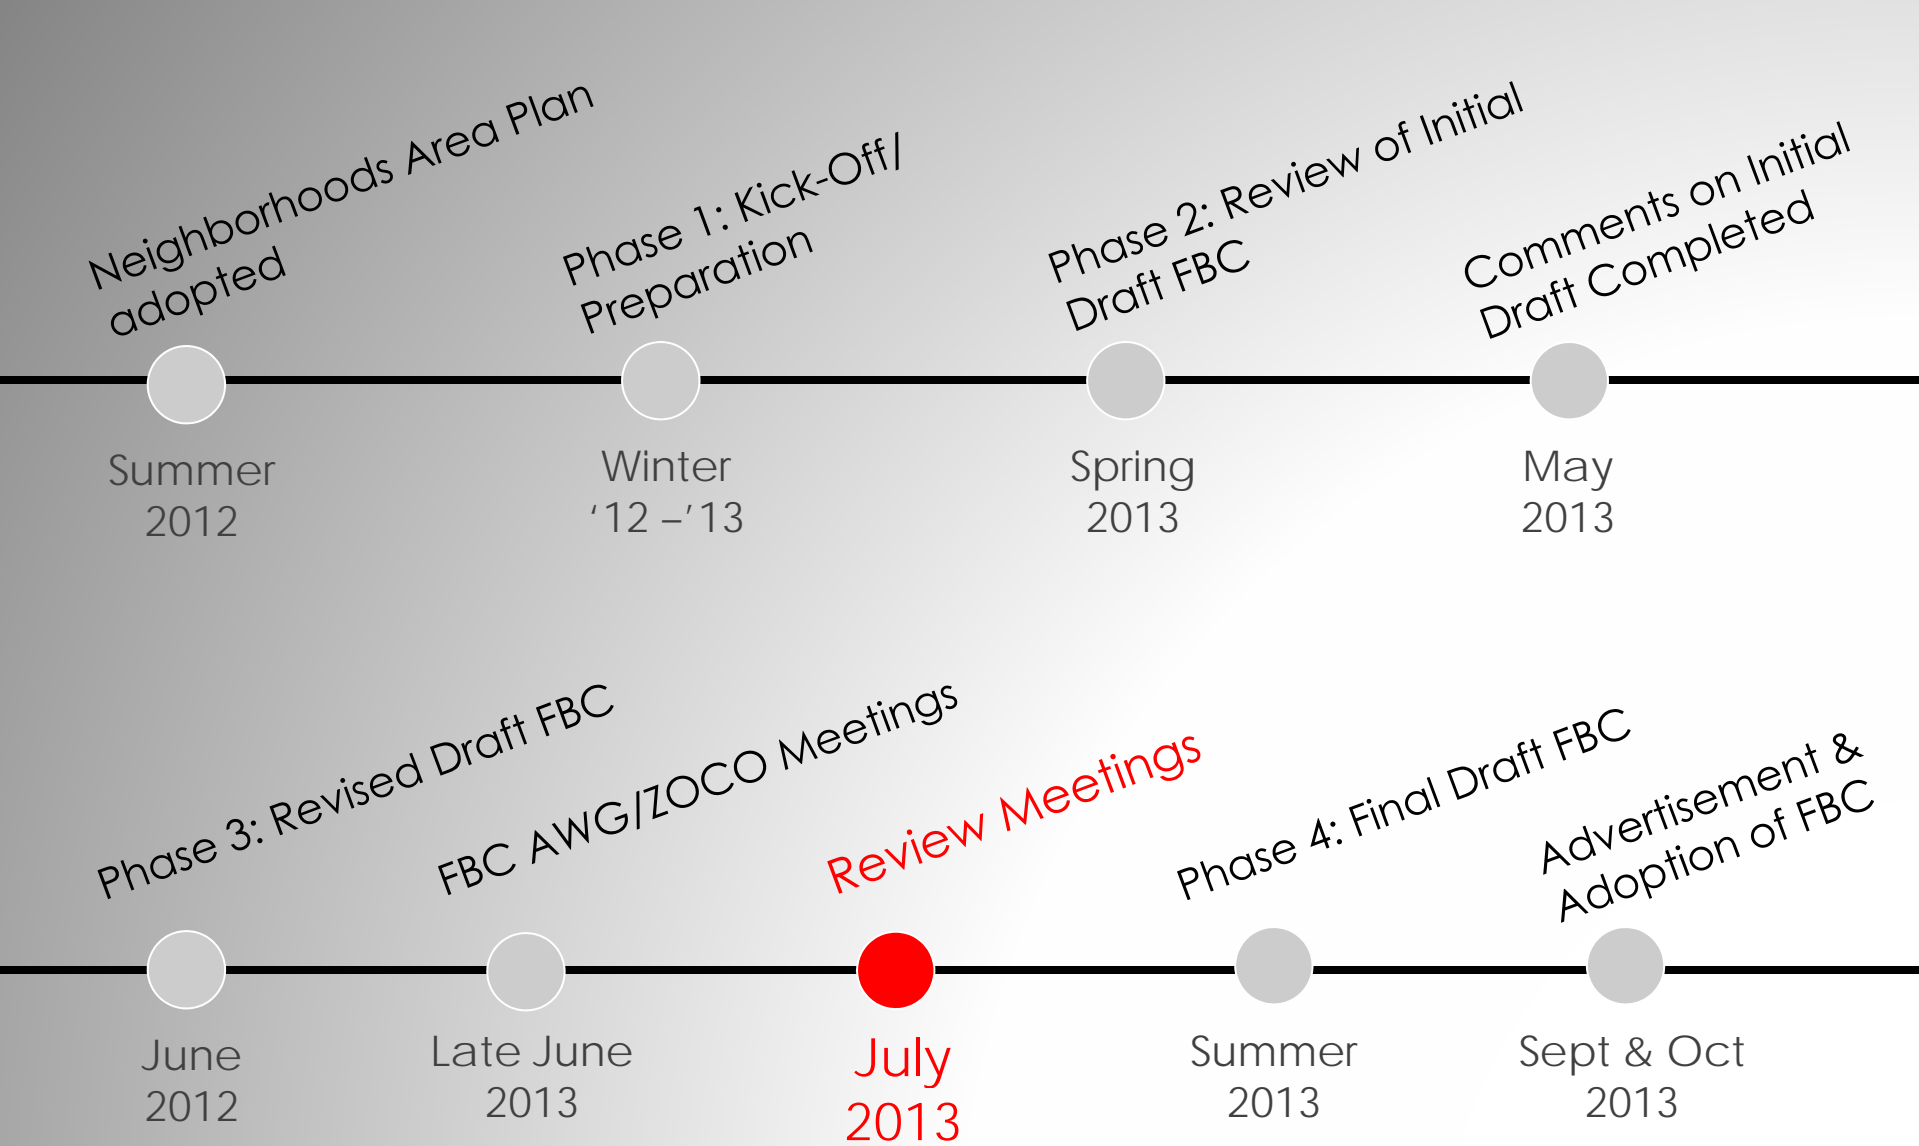 Neighborhoods Area Plan
adopted
Phase 1: Kick-Off/
Preparation
Phase 2: Review of Initial
Draft FBC
Comments on Initial
Draft Completed
Summer
2012
Winter
‘12 –’13
Spring
2013
May
2013
Phase 3: Revised Draft FBC
FBC AWG/ZOCO Meetings
Review Meetings
Phase 4: Final Draft FBC
Advertisement &
Adoption of FBC
June
2012
Late June
2013
July
2013
Summer
2013
Sept & Oct
2013